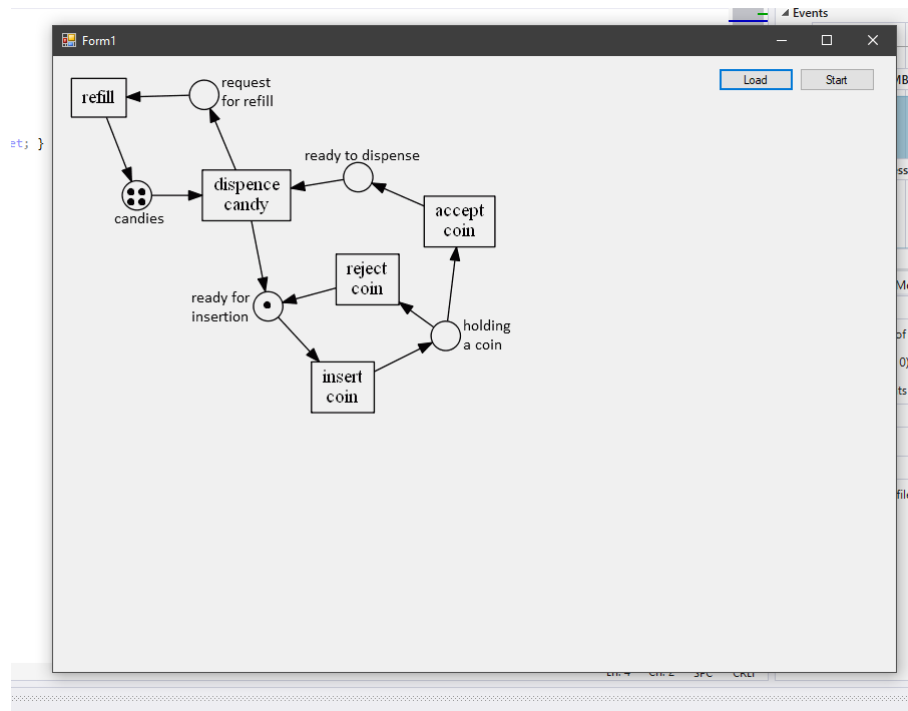 Events
Form1
Load
Start
refill
request
for refill
et; }
ready to dispense
dispence
candy
candies
accept
coin
reject
coin
ready for
insertion
holding
a coin
insert
coin